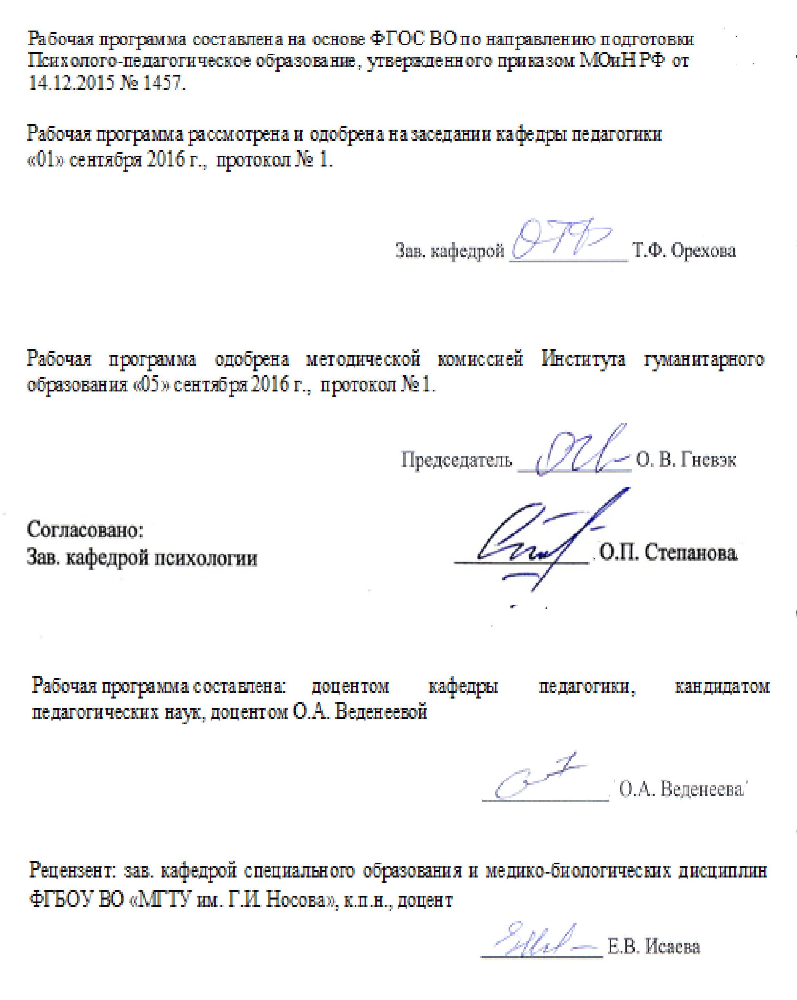 Рабочая программа составлена на основе ФГОС ВО по направлению подготовки
Психолого-педагогическое образование, утвержденного приказом МОиН РФ от
14.12.2015 № 1457.
Рабочая программа рассмотрена и одобрена на заседании кафедры педагогики
«01» сентября 2016 г., протокол № 1.
Зав. кафедрой Т.Ф. Орехова
Рабочая программа одобрена методической комиссией Института гуманитарного
образования «05» сентября 2016 г., протокол № 1.
Председатель О. В. Гневэк
Согласовано:
Зав. кафедрой психологии О.П. Степанова
Рабочая программа составлена: доцентом кафедры педагогики, кандидатом
педагогических наук, доцентом О.А. Веденеевой
О.А. Веденеева
Рецензент: зав. кафедрой специального образования и медико-биологических дисциплин
ФГБОУ ВО «МГТУ им. Г.И. Носова», к.п.н., доцент
Е.В. Исаева